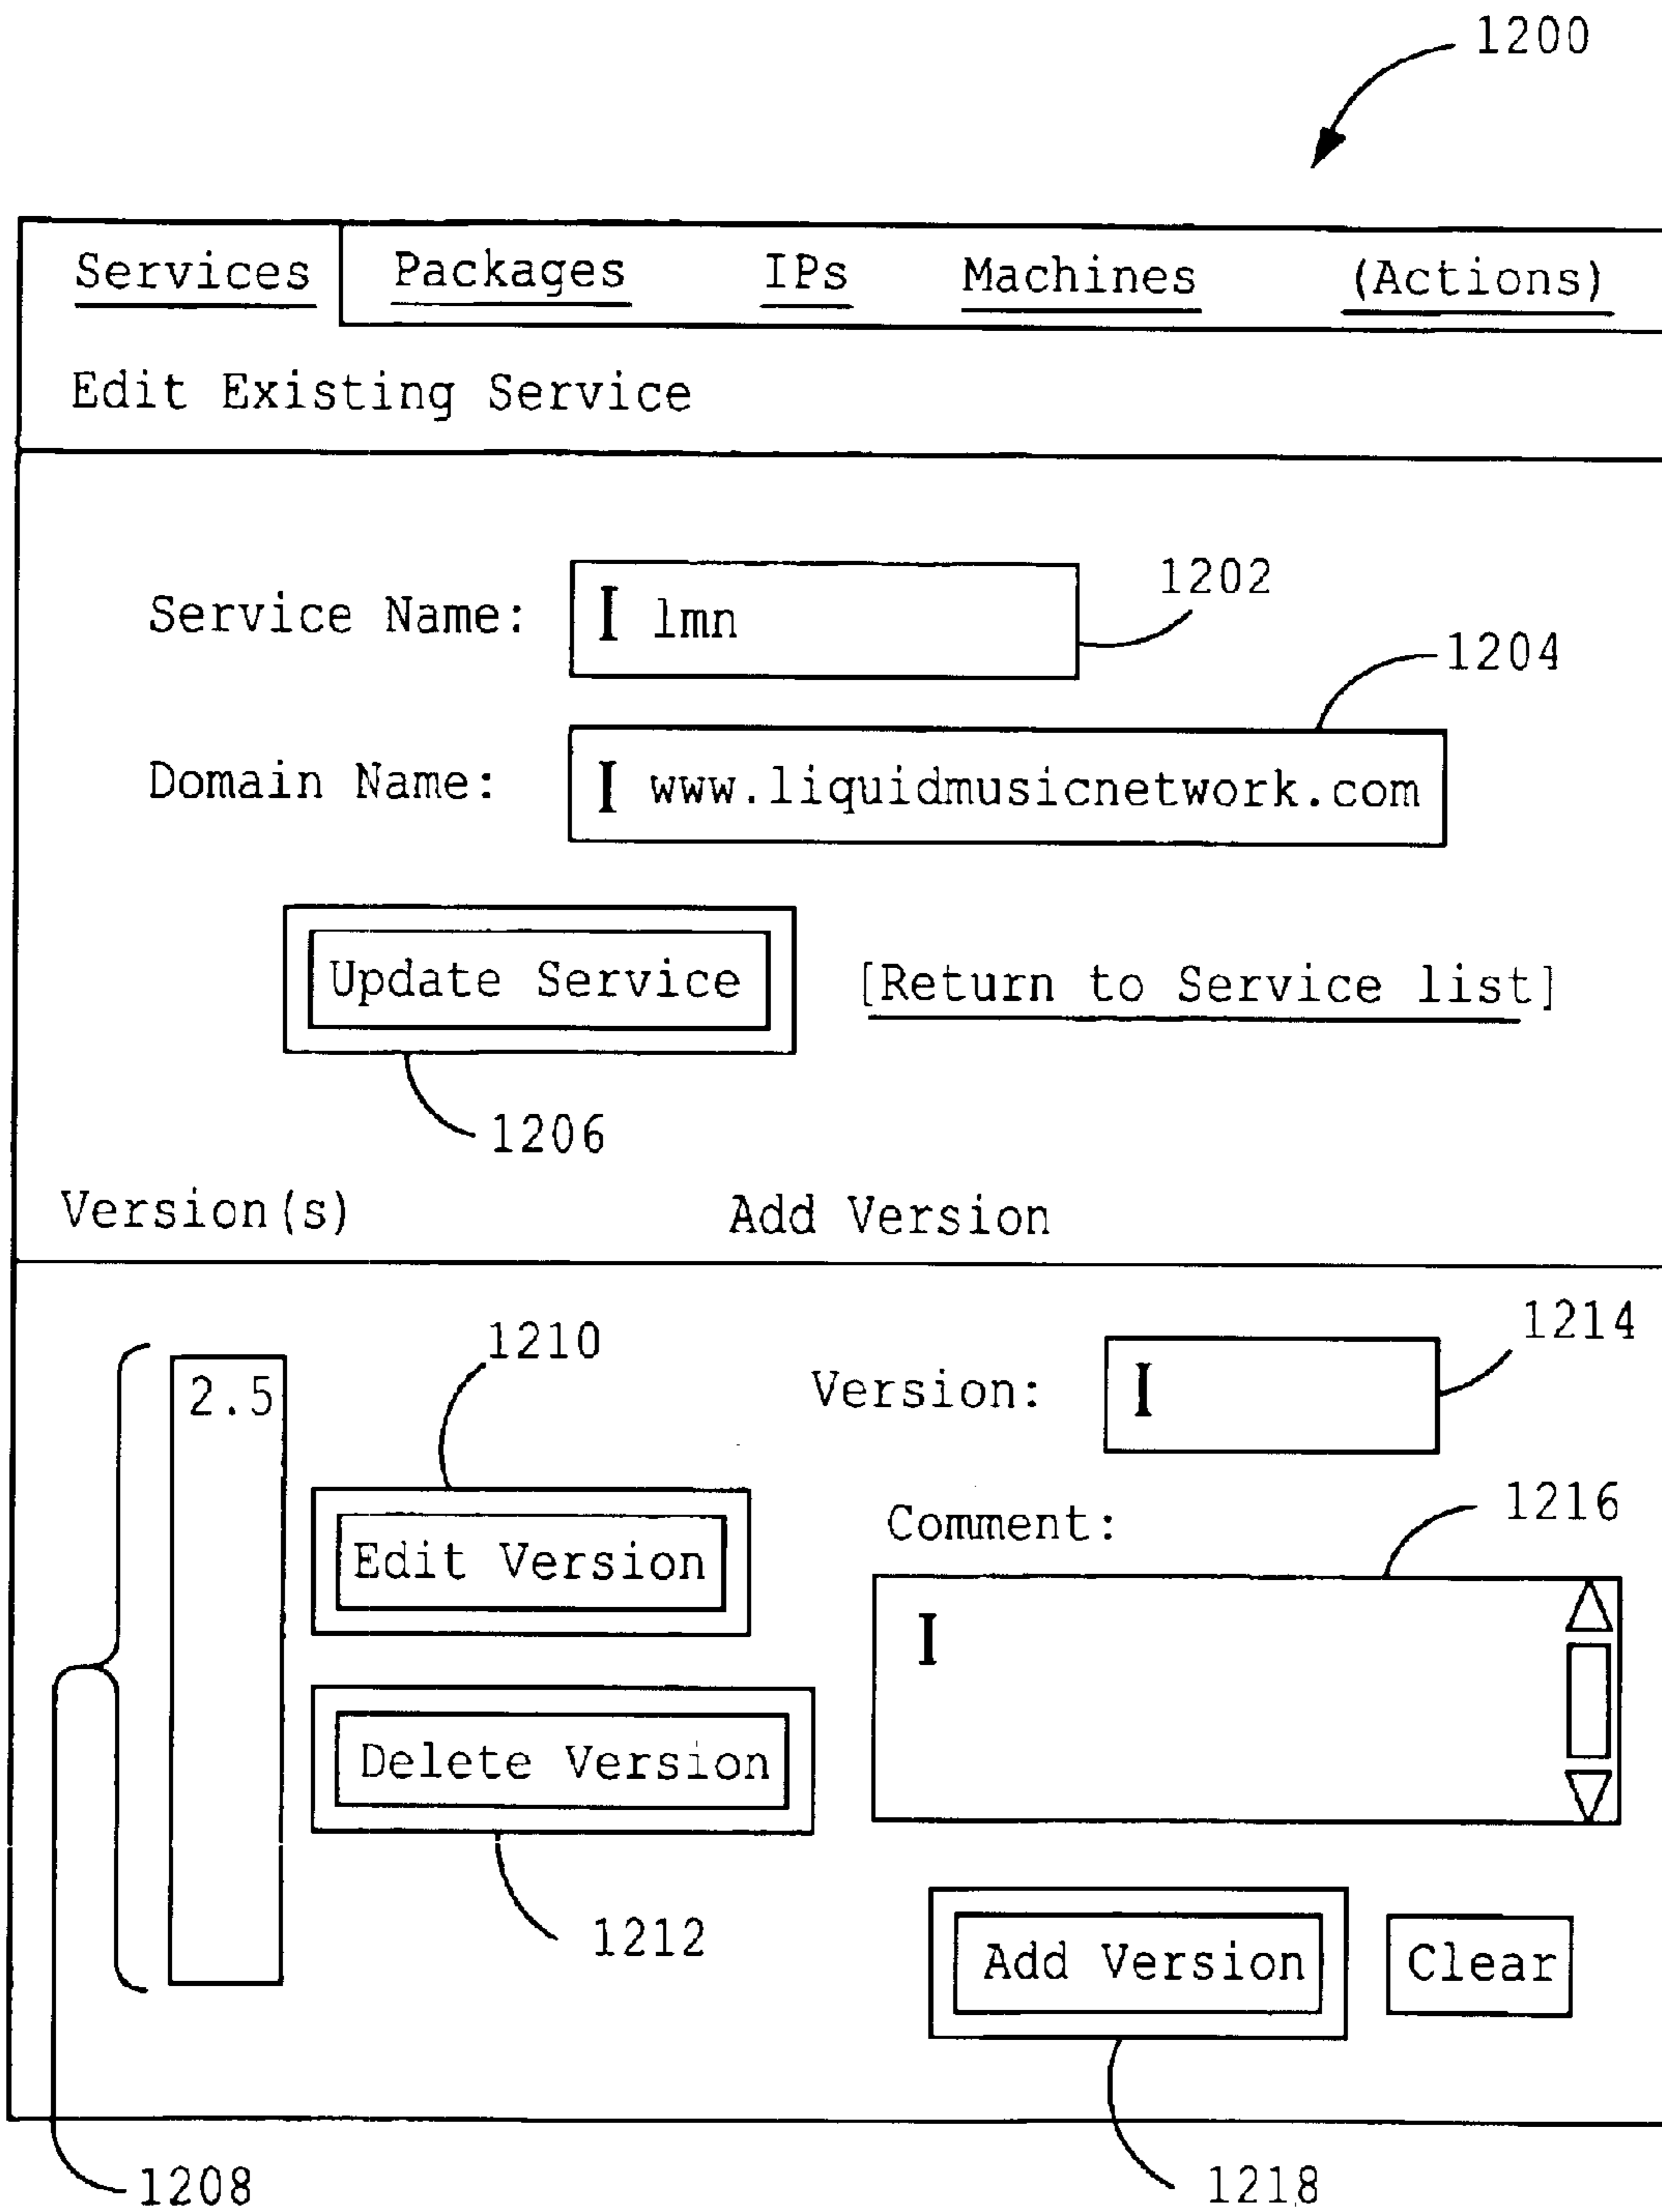 1200
Services Packages IPs Machines (Actions)
Edit Existing Service
Service Name: lmn
1202
1204
Domain Name: www.liquidmusicnetwork.com
Update Service [Return to Service list]
1206
Version(s) Add Version
1210
1214
2.5
Version:
1216
Comment:
Edit Version
Delete Version
1212
Add Version Clear
1208
1218